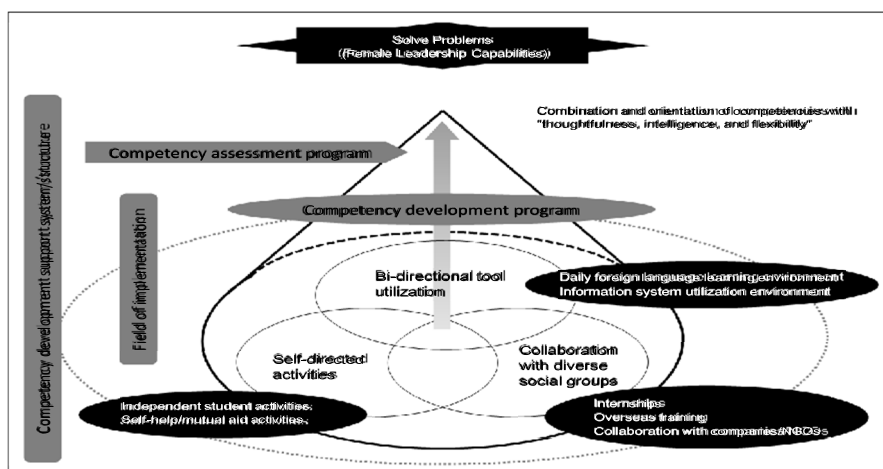 Solve Problems
(Female Leadership Capabilities)
Combination and orientation of competencies with
"thoughtfulness, intelligence, and flexibility"
Competency assessment program
Competency development program
Competency development support system/structure
Field of implementation
Bi-directional tool
utilization
Daily foreign language learning environment
Information system utilization environment
Self-directed
activities
Collaboration
with diverse
social groups
Independent student activities
Self-help/mutual aid activities
Internships
Overseas training
Collaboration with companies/NGOs